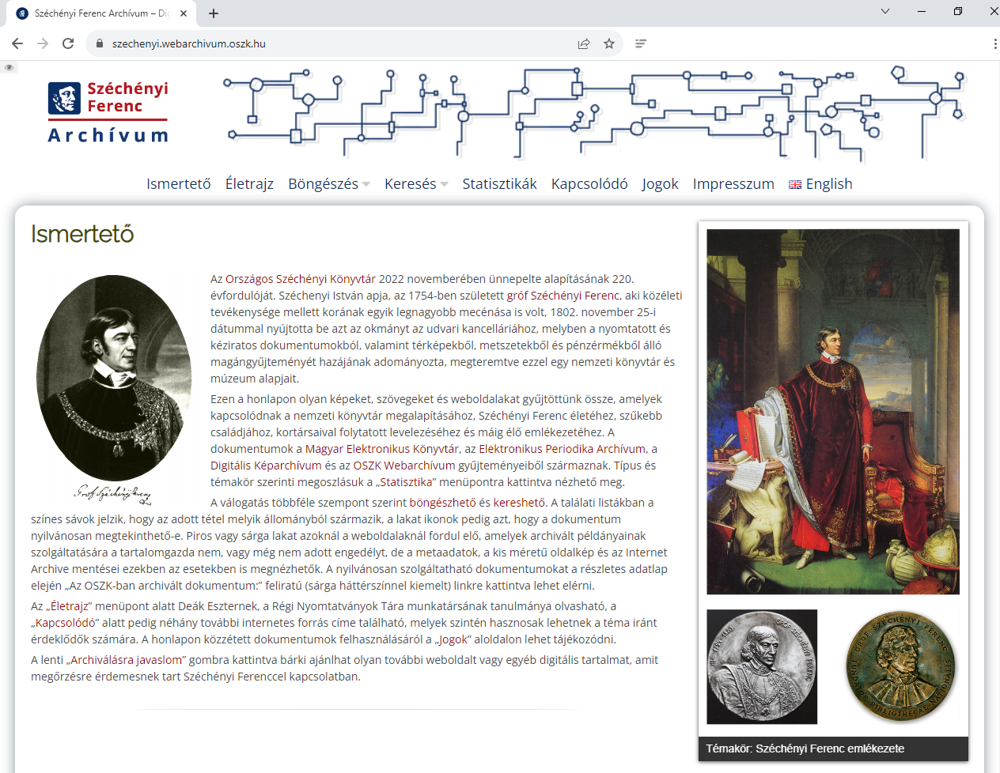 Széchényi Ferenc Archívum – Dig
szechenyi.webarchivum.oszk.hu
Széchényi
Ferenc
Archívum
Ismertető Életrajz Böngészés Keresés Statisztikák Kapcsolódó Jogok Impresszum English
Ismertető
Az Országos Széchényi Könyvtár 2022 novemberében ünnepelte alapításának 220.
évfordulóját. Széchenyi István apja, az 1754-ben született gróf Széchényi Ferenc, aki közéleti
tevékenysége mellett korának egyik legnagyobb mecénása is volt, 1802. november 25-i
dátummal nyújtotta be azt az okmányt az udvari kancelláriához, melyben a nyomtatott és
kéziratos dokumentumokból, valamint térképekből, metszetekből és pénzérmékből álló
magángyűjteményét hazájának adományozta, megteremtve ezzel egy nemzeti könyvtár és
múzeum alapjait.
Ezen a honlapon olyan képeket, szövegeket és weboldalakat gyűjtöttünk össze, amelyek
kapcsolódnak a nemzeti könyvtár megalapításához, Széchényi Ferenc életéhez, szűkebb
családjához, kortársaival folytatott levelezéséhez és máig élő emlékezetéhez. A
dokumentumok a Magyar Elektronikus Könyvtár, az Elektronikus Periodika Archívum, a
Digitális Képarchívum és az OSZK Webarchívum gyűjteményeiből származnak. Típus és
témakör szerinti megoszlásuk a „Statisztika” menüpontra kattintva nézhető meg.
A válogatás többféle szempont szerint böngészhető és kereshető. A találati listákban a
színes sávok jelzik, hogy az adott tétel melyik állományból származik, a lakat ikonok pedig azt, hogy a dokumentum
nyilvánosan megtekinthető-e. Piros vagy sárga lakat azoknál a weboldalaknál fordul elő, amelyek archivált példányainak
szolgáltatására a tartalomgazda nem, vagy még nem adott engedélyt, de a metaadatok, a kis méretű oldalkép és az Internet
Archive mentései ezekben az esetekben is megnézhetők. A nyilvánosan szolgáltatható dokumentumokat a részletes adatlap
elején „Az OSZK-ban archivált dokumentum:” feliratú (sárga háttérszínnel kiemelt) linkre kattintva lehet elérni.
Az „Életrajz” menüpont alatt Deák Eszternek, a Régi Nyomtatványok Tára munkatársának tanulmánya olvasható, a
„Kapcsolódó” alatt pedig néhány további internetes forrás címe található, melyek szintén hasznosak lehetnek a téma iránt
érdeklődők számára. A honlapon közzétett dokumentumok felhasználásáról a „Jogok” aloldalon lehet tájékozódni.
A lenti „Archiválásra javaslom” gombra kattintva bárki ajánlhat olyan további weboldalt vagy egyéb digitális tartalmat, amit
megőrzésre érdemesnek tart Széchényi Ferenccel kapcsolatban.
GRÓF SZÉCHÉNYI FERENC
Témakör: Széchényi Ferenc emlékezete